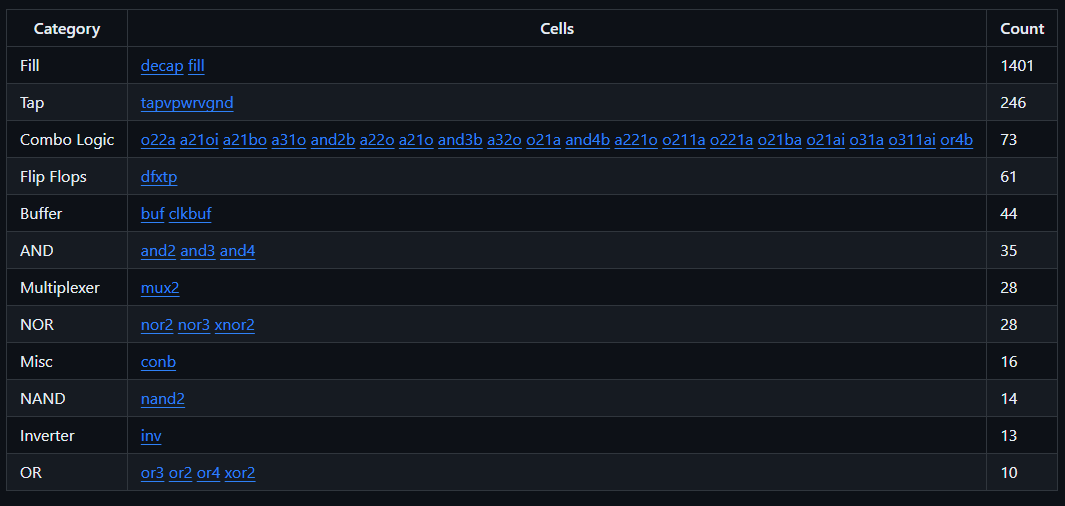 Category Cells Count
Fill decap fill 1401
Tap tapvpwrvgnd 246
Combo Logic o22a a21oi a21bo a31o and2b a22o a21o and3b a32o o21a and4b a221o o211a o221a o21ba o21ai o31a o311ai or4b 73
Flip Flops dfxtp 61
Buffer buf clkbuf 44
AND and2 and3 and4 35
Multiplexer mux2 28
NOR nor2 nor3 xnor2 28
Misc conb 16
NAND nand2 14
Inverter inv 13
OR or3 or2 or4 xor2 10